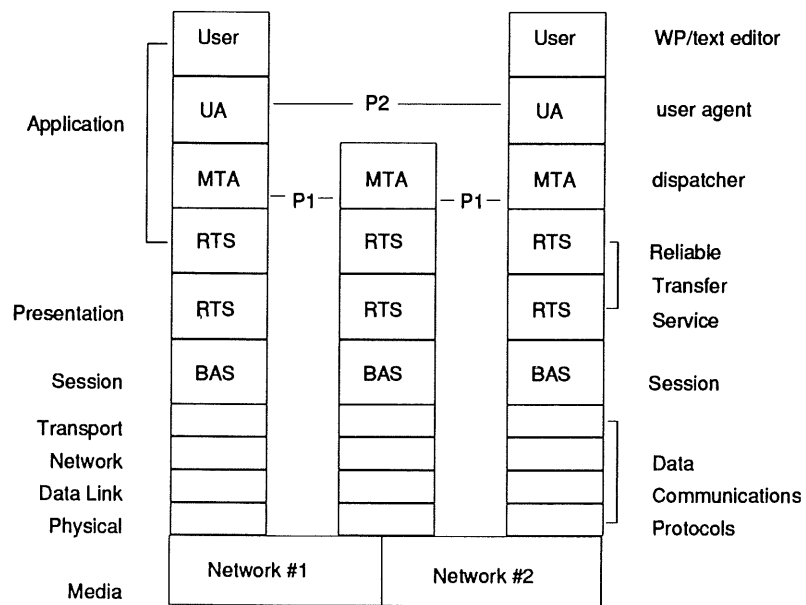 User User WP/text editor
UA P2 UA user agent
Application
MTA MTA MTA dispatcher
P1 P1
RTS RTS RTS Reliable
Transfer
Presentation RTS RTS RTS Service
Session BAS BAS BAS Session
Transport
Network Data
Data Link Communications
Physical Protocols
Network #1 Network #2
Media